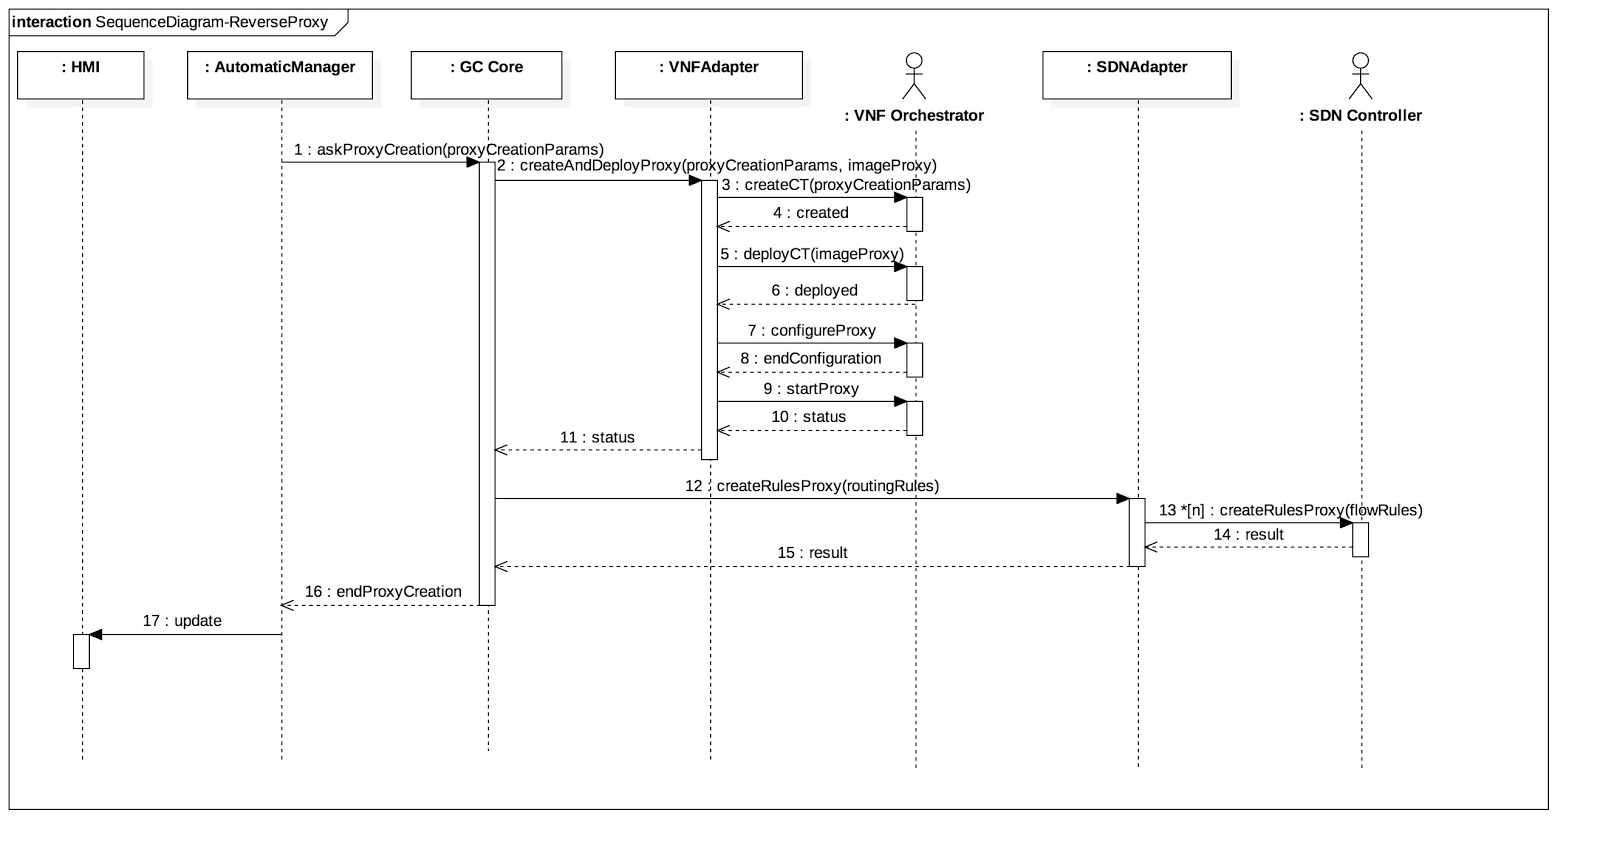 interaction SequenceDiagram-ReverseProxy
: HMI
: AutomaticManager
: GC Core
: VNFAdapter
: VNF Orchestrator
: SDNAdapter
: SDN Controller
1 : askProxyCreation(proxyCreationParams)
2 : createAndDeployProxy(proxyCreationParams, imageProxy)
3 : createCT(proxyCreationParams)
4 : created
5 : deployCT(imageProxy)
6 : deployed
7 : configureProxy
8 : endConfiguration
9 : startProxy
10 : status
11 : status
12 : createRulesProxy(routingRules)
13 *[n] : createRulesProxy(flowRules)
14 : result
15 : result
16 : endProxyCreation
17 : update